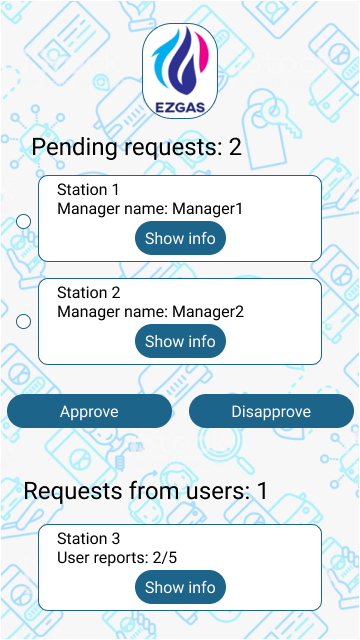 EZGAS
Pending requests: 2
Station 1
Manager name: Manager1
Show info
Station 2
Manager name: Manager2
Show info
Approve
Disapprove
Requests from users: 1
Station 3
User reports: 2/5
Show info